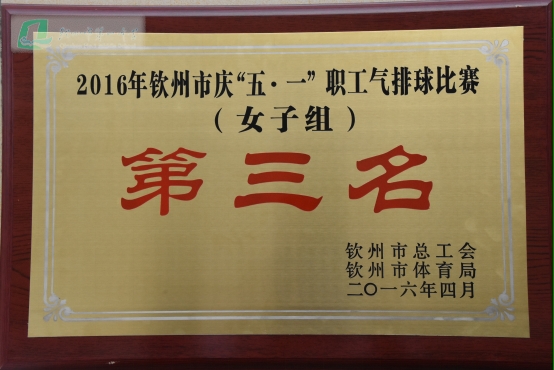 2016年钦州市庆“五·一”职工气排球比赛
（女子组）
第三名
钦州市总工会
钦州市体育局
二〇一六年四月